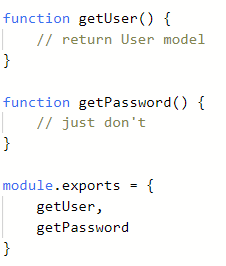 function getUser() {
    // return User model
}

function getPassword() {
    // just don't
}

module.exports = {
    getUser,
    getPassword
}